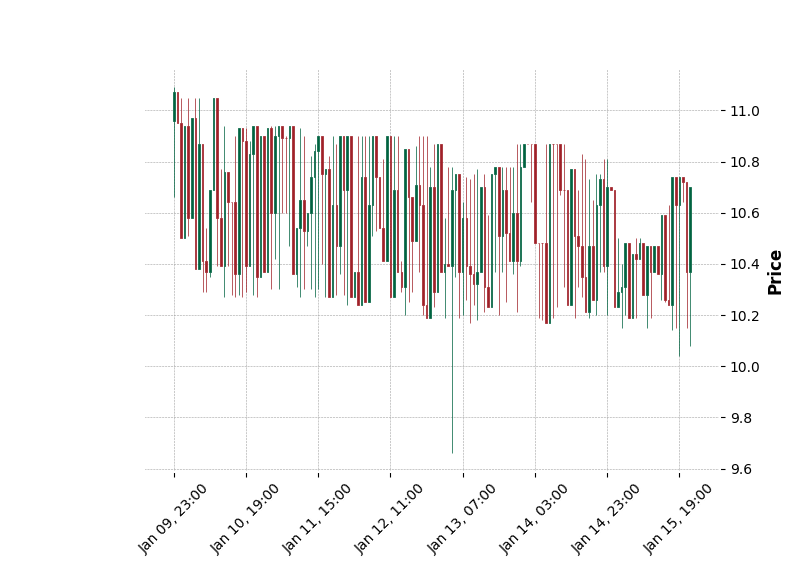 11.0
10.8
10.6
10.4
10.2
10.0
9.8
9.6
Price
Jan 09, 23:00
Jan 10, 19:00
Jan 11, 15:00
Jan 12, 11:00
Jan 13, 07:00
Jan 14, 03:00
Jan 14, 23:00
Jan 15, 19:00